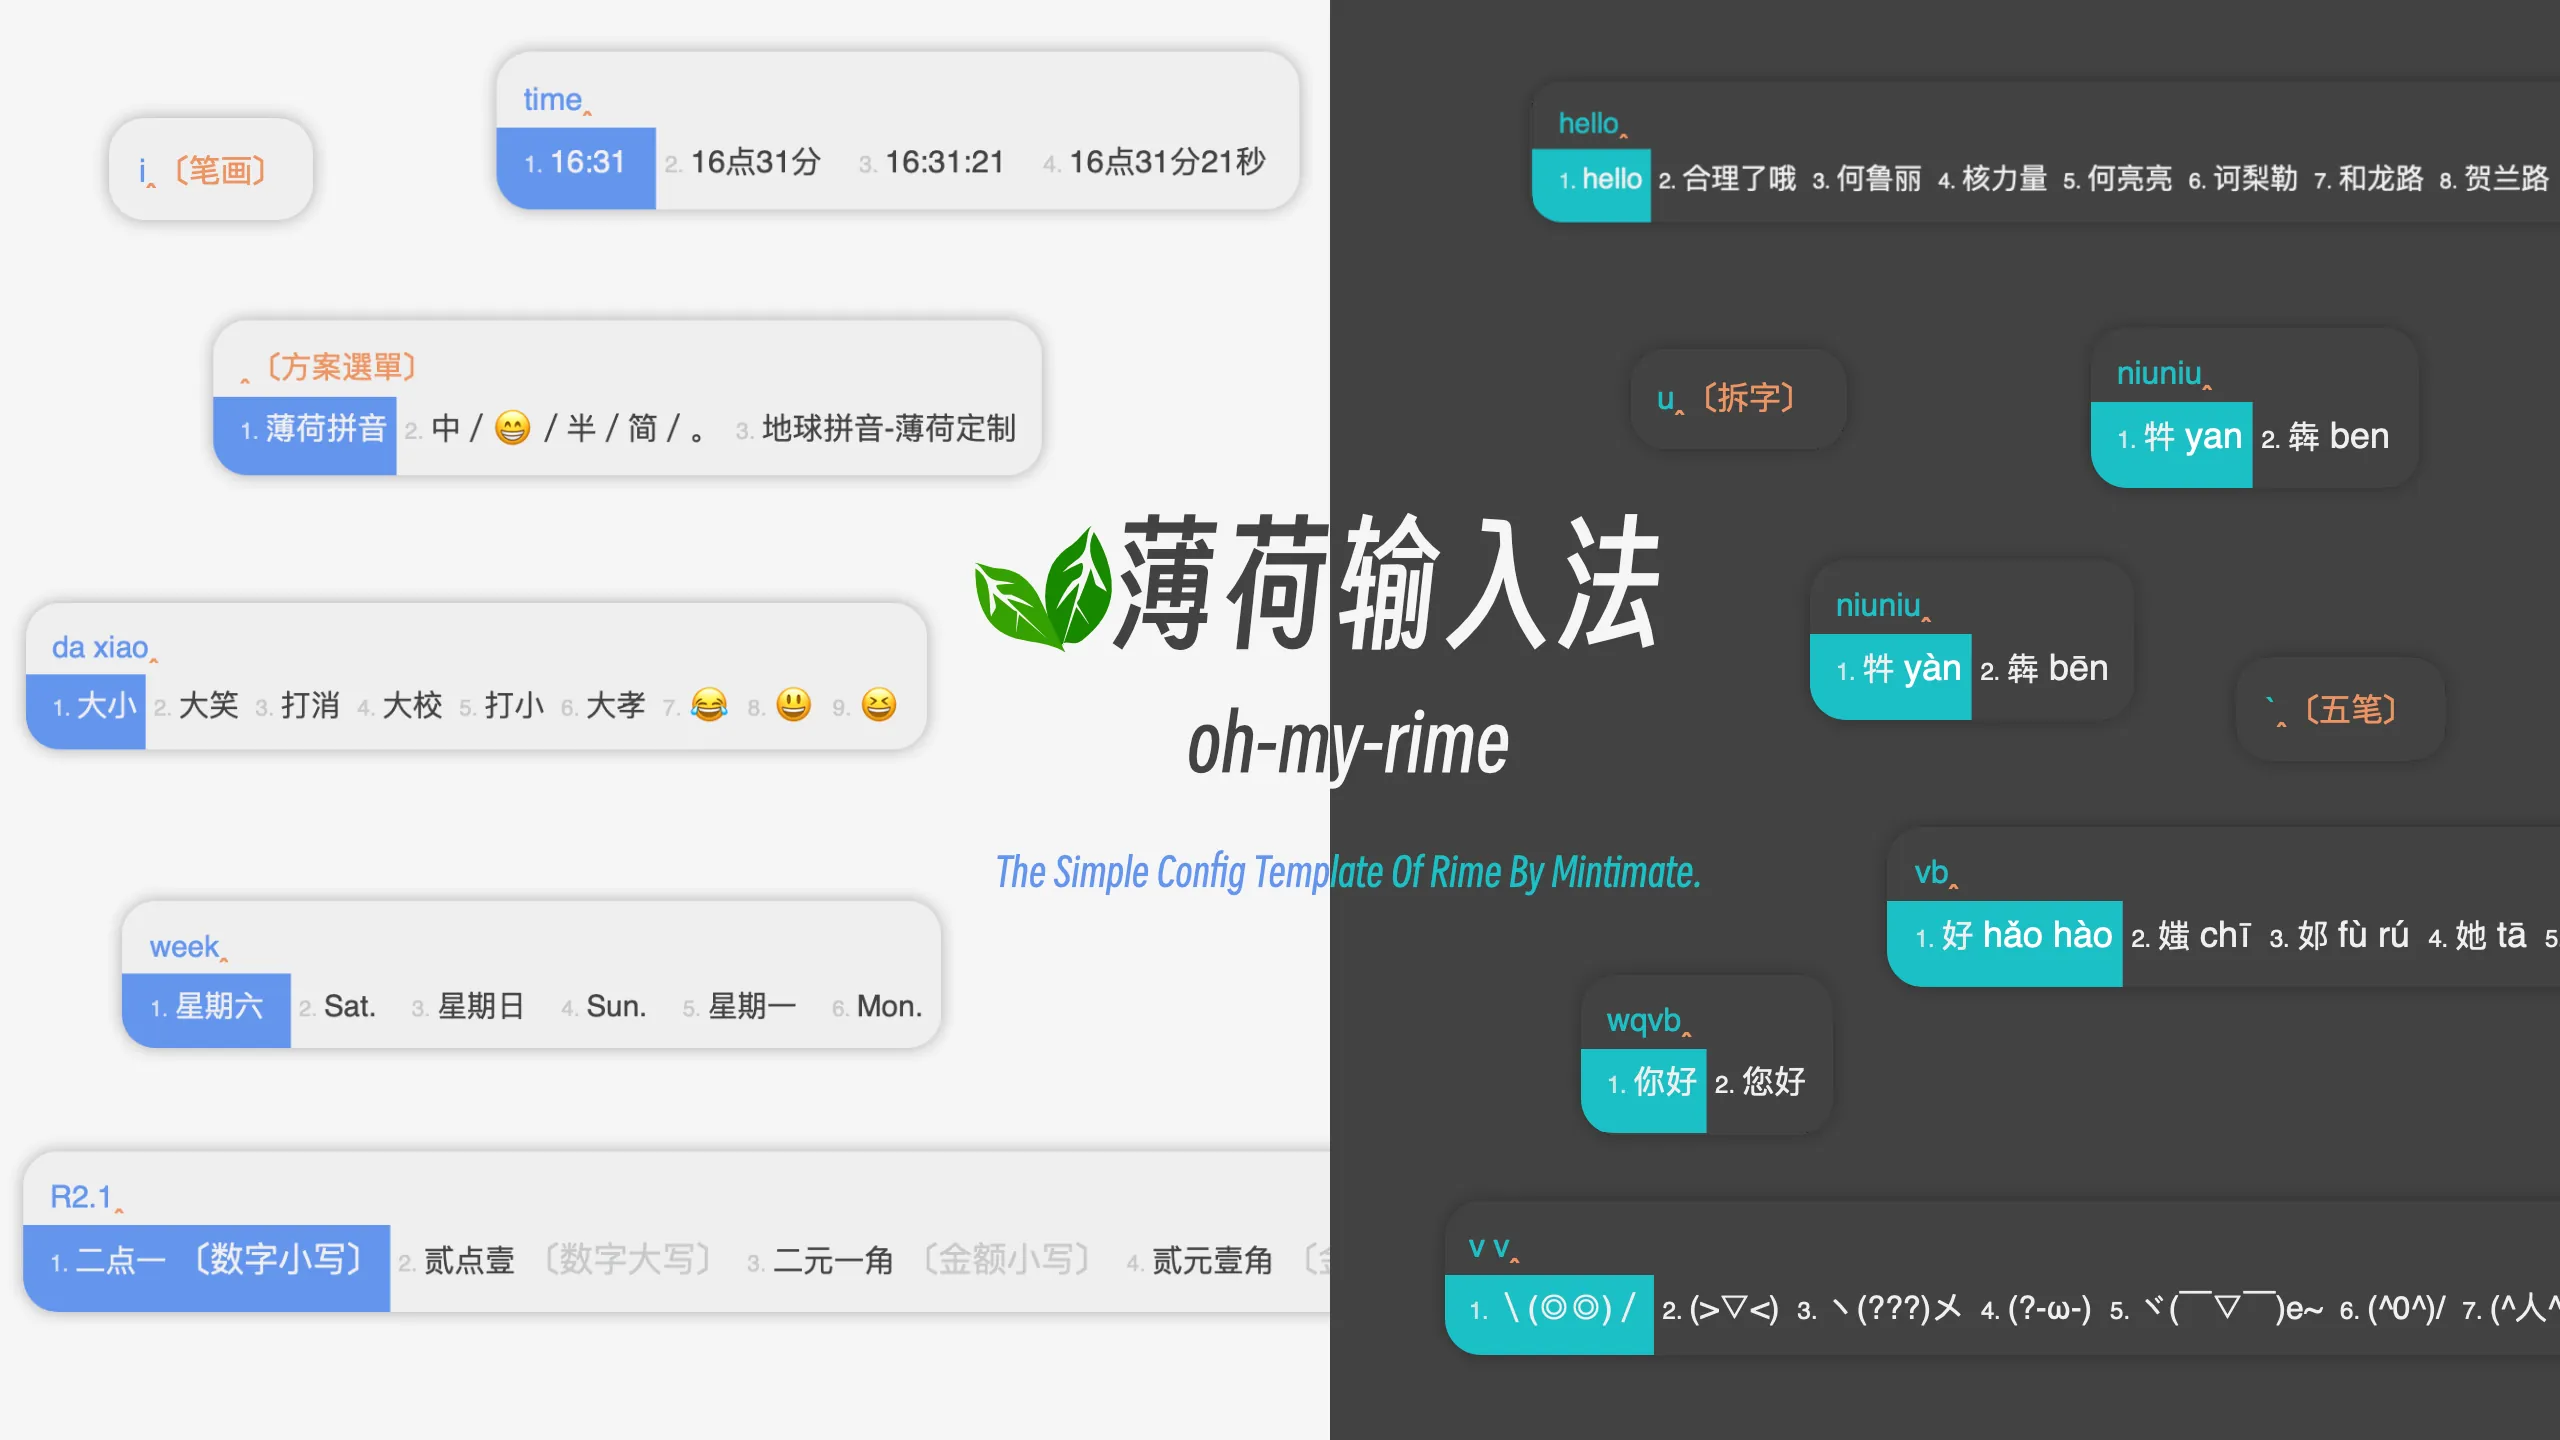 i‸〔笔画〕
time‸
1. 16:31 2. 16点31分 3. 16:31:21 4. 16点31分21秒
‸〔方案選單〕
1. 薄荷拼音 2. 中 / 😁 / 半 / 简 / 。 3. 地球拼音-薄荷定制
da xiao‸
1. 大小 2. 大笑 3. 打消 4. 大校 5. 打小 6. 大孝 7. 😂 8. 😃 9. 😆
week‸
1. 星期六 2. Sat. 3. 星期日 4. Sun. 5. 星期一 6. Mon.
R2.1‸
1. 二点一 〔数字小写〕 2. 贰点壹 〔数字大写〕 3. 二元一角 〔金额小写〕 4. 贰元壹角
薄荷输入法
oh-my-rime
The Simple Config Template Of Rime By Mintimate.
hello‸
1. hello 2. 合理了哦 3. 何鲁丽 4. 核力量 5. 何亮亮 6. 诃梨勒 7. 和龙路 8. 贺兰路
u‸〔拆字〕
niuniu‸
1. 牪 yan 2. 犇 ben
niuniu‸
1. 牪 yàn 2. 犇 bēn
`‸〔五笔〕
vb‸
1. 好 hǎo hào 2. 媸 chī 3. 邚 fù rú 4. 她 tā 5.
wqvb‸
1. 你好 2. 您好
v v‸
1. ╲(◎◎)╱ 2. (>▽<) 3. ヽ(???)メ 4. (?-ω-) 5. ヾ(￣▽￣)e~ 6. (^0^)/ 7. (^人^